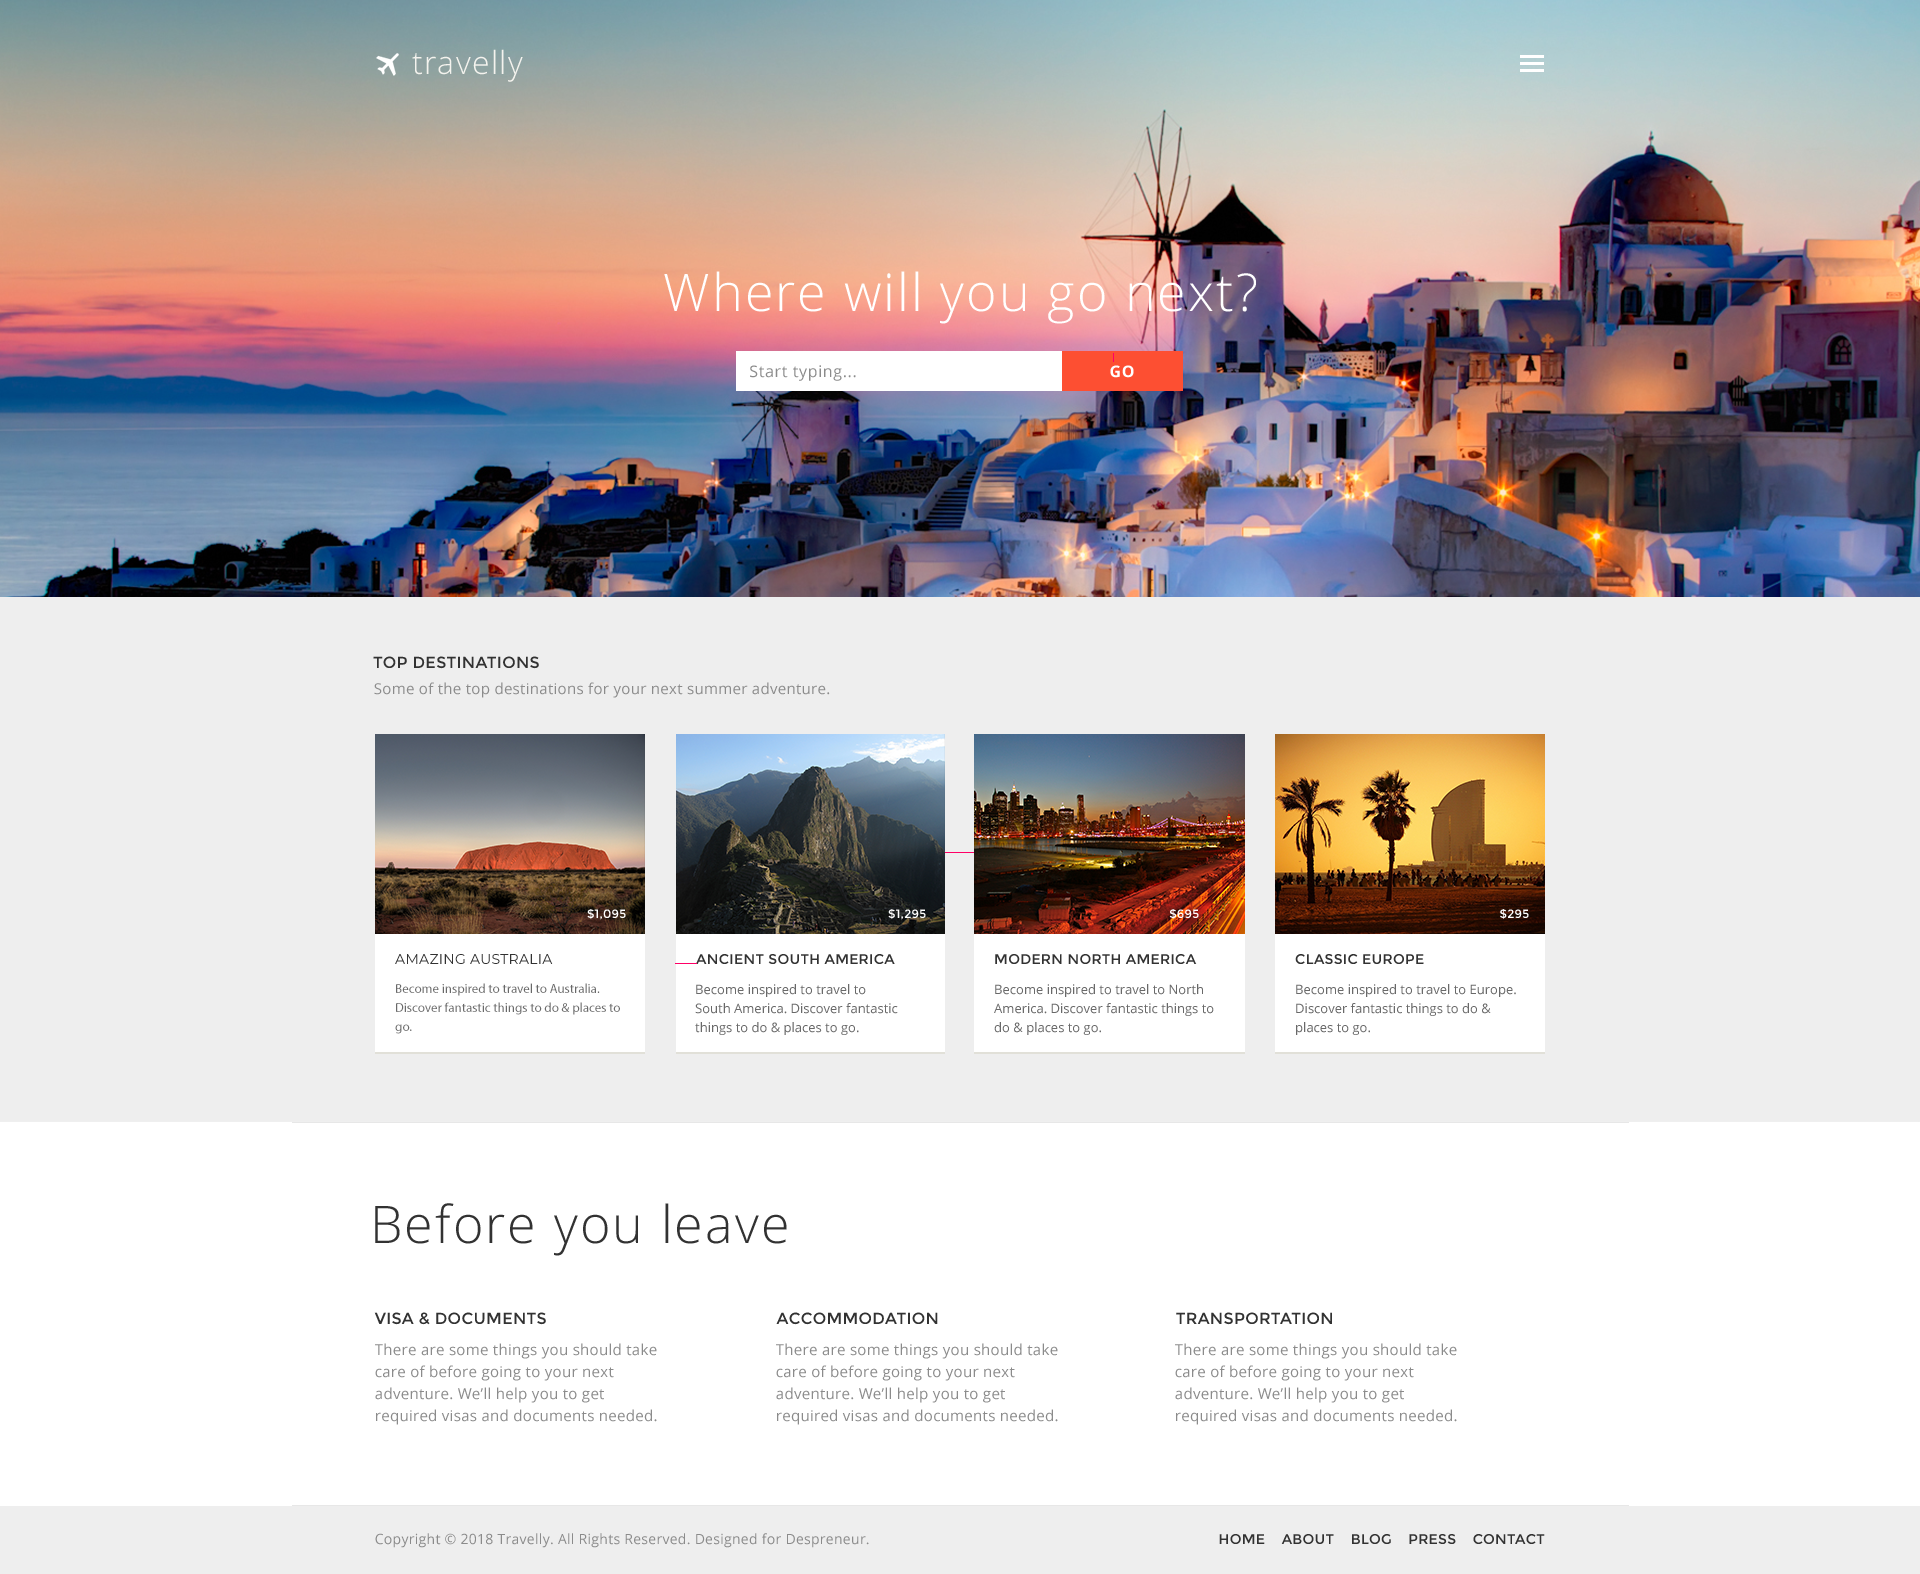 travelly
Where will you go next?
Start typing...
GO
TOP DESTINATIONS
Some of the top destinations for your next summer adventure.
$1,095
$1,295
$695
$295
AMAZING AUSTRALIA
Become inspired to travel to Australia.
Discover fantastic things to do & places to
go.
ANCIENT SOUTH AMERICA
Become inspired to travel to
South America. Discover fantastic
things to do & places to go.
MODERN NORTH AMERICA
Become inspired to travel to North
America. Discover fantastic things to
do & places to go.
CLASSIC EUROPE
Become inspired to travel to Europe.
Discover fantastic things to do &
places to go.
Before you leave
VISA & DOCUMENTS
There are some things you should take
care of before going to your next
adventure. We’ll help you to get
required visas and documents needed.
ACCOMMODATION
There are some things you should take
care of before going to your next
adventure. We’ll help you to get
required visas and documents needed.
TRANSPORTATION
There are some things you should take
care of before going to your next
adventure. We’ll help you to get
required visas and documents needed.
Copyright © 2018 Travelly. All Rights Reserved. Designed for Despreneur.
HOME ABOUT BLOG PRESS CONTACT